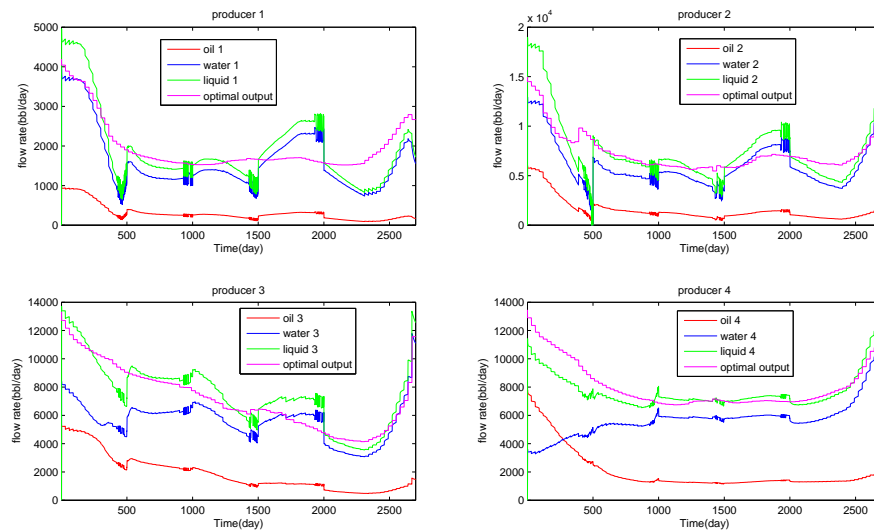 producer 1
5000
4000
3000
2000
1000
0
flow rate(bbl/day)
oil 1
water 1
liquid 1
optimal output
500
1000
1500
2000
2500
Time(day)
producer 2
x 10^4
2
1.5
1
0.5
0
flow rate(bbl/day)
oil 2
water 2
liquid 2
optimal output
500
1000
1500
2000
2500
Time(day)
producer 3
14000
12000
10000
8000
6000
4000
2000
0
flow rate(bbl/day)
oil 3
water 3
liquid 3
optimal output
500
1000
1500
2000
2500
Time(day)
producer 4
14000
12000
10000
8000
6000
4000
2000
0
flow rate(bbl/day)
oil 4
water 4
liquid 4
optimal output
500
1000
1500
2000
2500
Time(day)